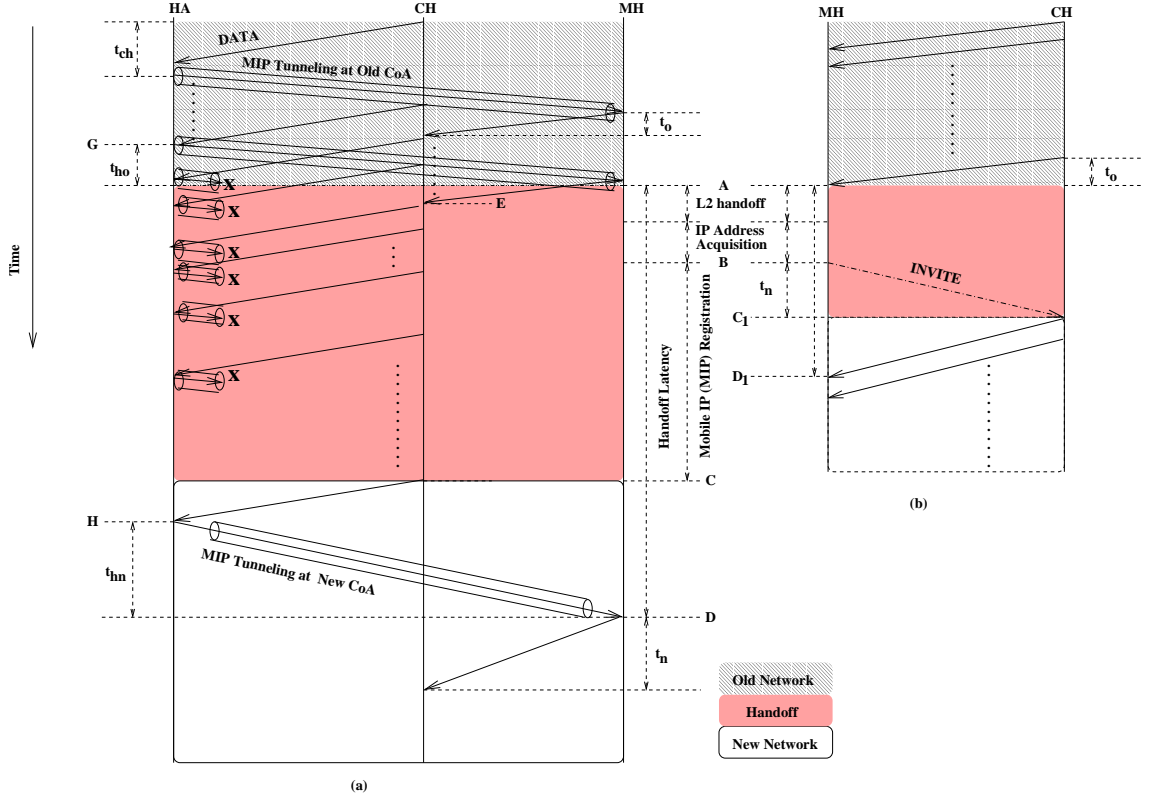 HA CH MH
MH CH
t_ch
DATA
MIP Tunneling at Old CoA
t_o
G
t_ho
X
X
X
X
X
X
E
A
L2 handoff
IP Address
Acquisition
B
t_o
t_n
INVITE
C_1
D_1
Time
Handoff Latency
Mobile IP (MIP) Registration
C
(b)
H
t_hn
MIP Tunneling at New CoA
D
t_n
Old Network
Handoff
New Network
(a)